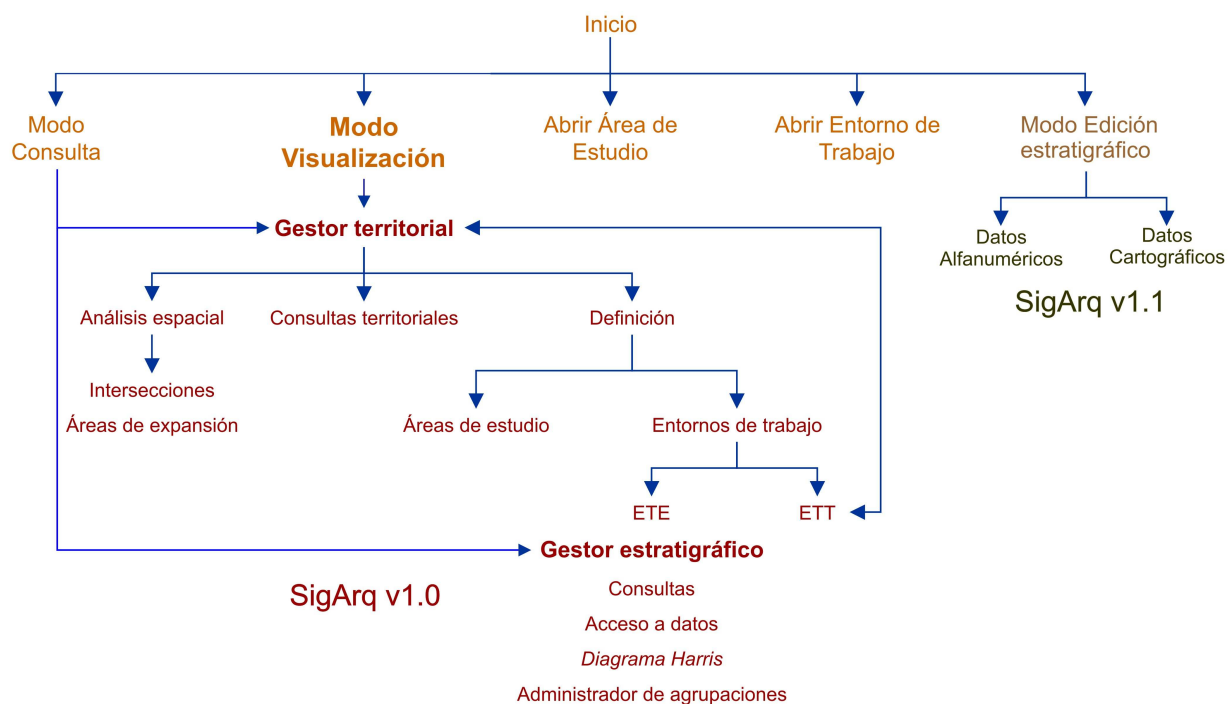 Inicio
Modo
Consulta
Modo
Visualización
Abrir Área de
Estudio
Abrir Entorno de
Trabajo
Modo Edición
estratigráfico
Gestor territorial
Datos
Alfanuméricos
Datos
Cartográficos
SigArq v1.1
Análisis espacial
Consultas territoriales
Definición
Intersecciones
Áreas de expansión
Áreas de estudio
Entornos de trabajo
ETE
ETT
Gestor estratigráfico
SigArq v1.0
Consultas
Acceso a datos
Diagrama Harris
Administrador de agrupaciones